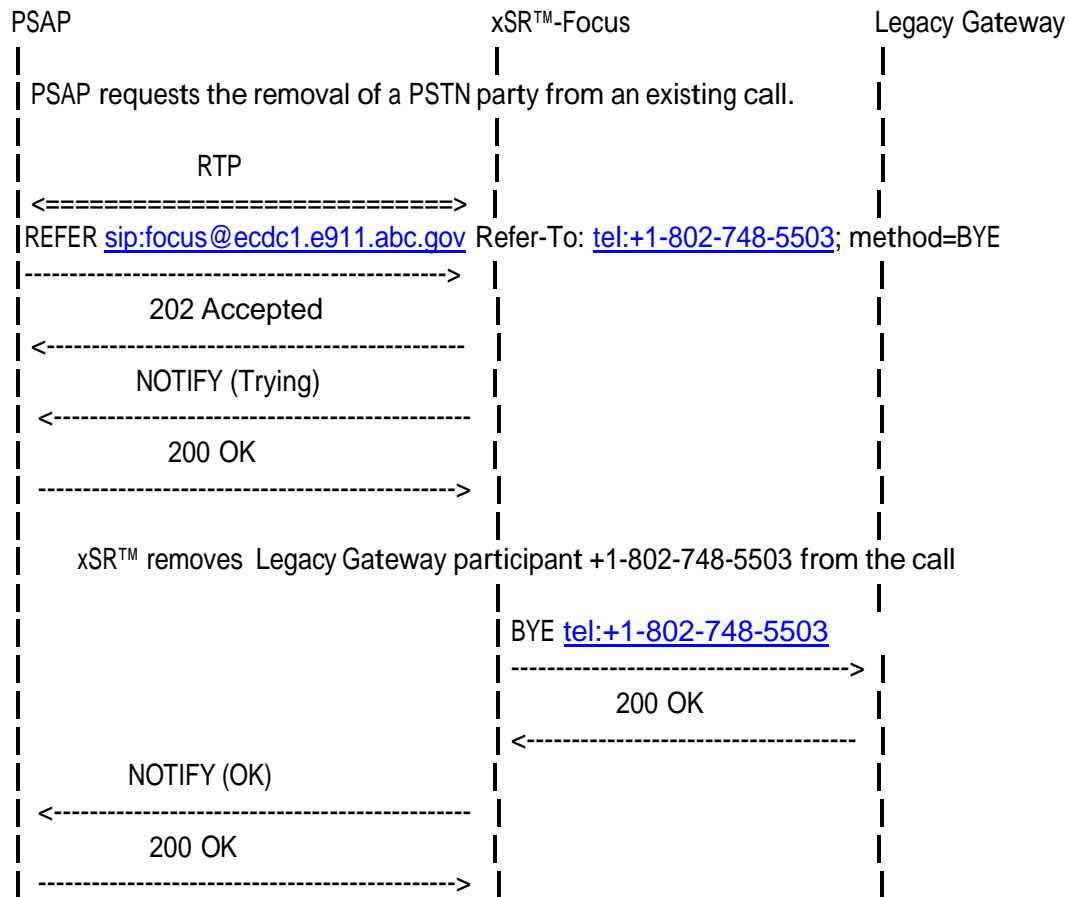 PSAP xSR™-Focus Legacy Gateway
PSAP requests the removal of a PSTN party from an existing call.
RTP
<============================>
REFER sip:focus@ecdc1.e911.abc.gov Refer-To: tel:+1-802-748-5503; method=BYE
----------------------------------------------->
202 Accepted
<-----------------------------------------------
NOTIFY (Trying)
<-----------------------------------------------
200 OK
----------------------------------------------->
xSR™ removes Legacy Gateway participant +1-802-748-5503 from the call
BYE tel:+1-802-748-5503
-------------------------------------->
200 OK
<-------------------------------------
NOTIFY (OK)
<-----------------------------------------------
200 OK
----------------------------------------------->